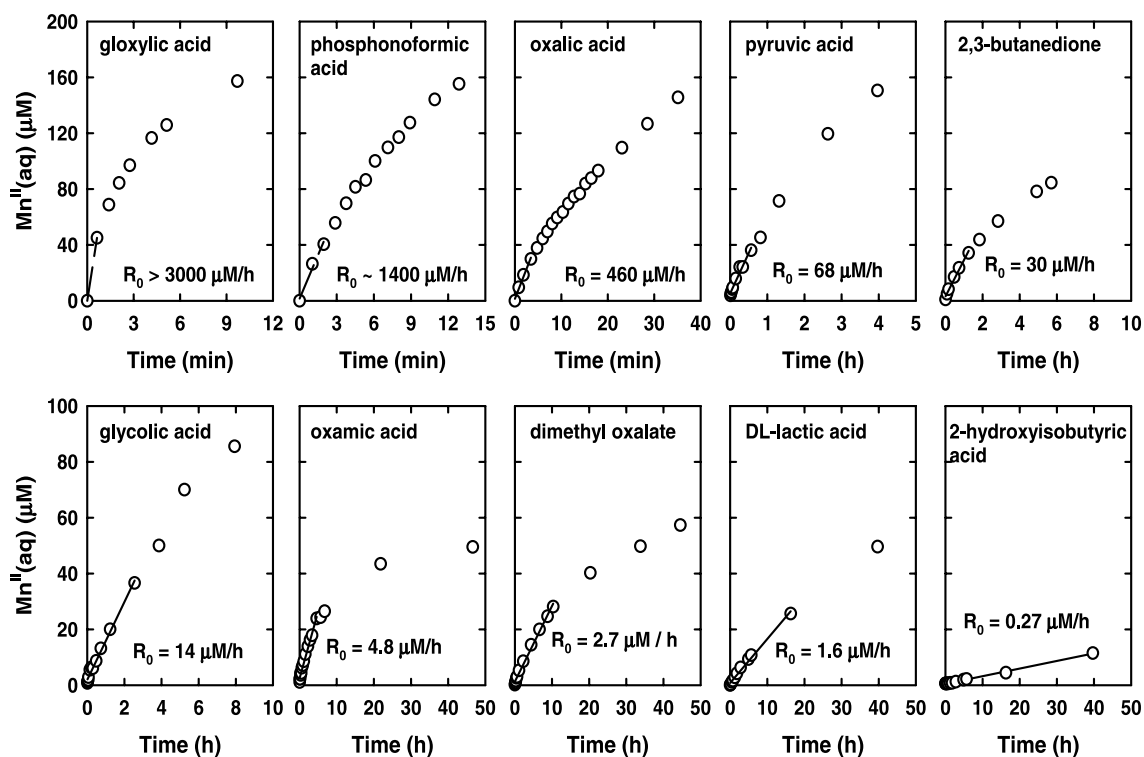 gloxylic acid
R0 > 3000 µM/h
phosphonoformic
acid
R0 ~ 1400 µM/h
oxalic acid
R0 = 460 µM/h
pyruvic acid
R0 = 68 µM/h
2,3-butanedione
R0 = 30 µM/h
Mn^II(aq) (µM)
200
160
120
80
40
0
0 3 6 9 12
0 3 6 9 12 15
0 10 20 30 40
0 1 2 3 4 5
0 2 4 6 8 10
Time (min)
Time (min)
Time (min)
Time (h)
Time (h)
glycolic acid
R0 = 14 µM/h
oxamic acid
R0 = 4.8 µM/h
dimethyl oxalate
R0 = 2.7 µM / h
DL-lactic acid
R0 = 1.6 µM/h
2-hydroxyisobutyric
acid
R0 = 0.27 µM/h
Mn^II(aq) (µM)
100
80
60
40
20
0
0 2 4 6 8 10
0 10 20 30 40 50
0 10 20 30 40 50
0 10 20 30 40 50
0 10 20 30 40 50
Time (h)
Time (h)
Time (h)
Time (h)
Time (h)